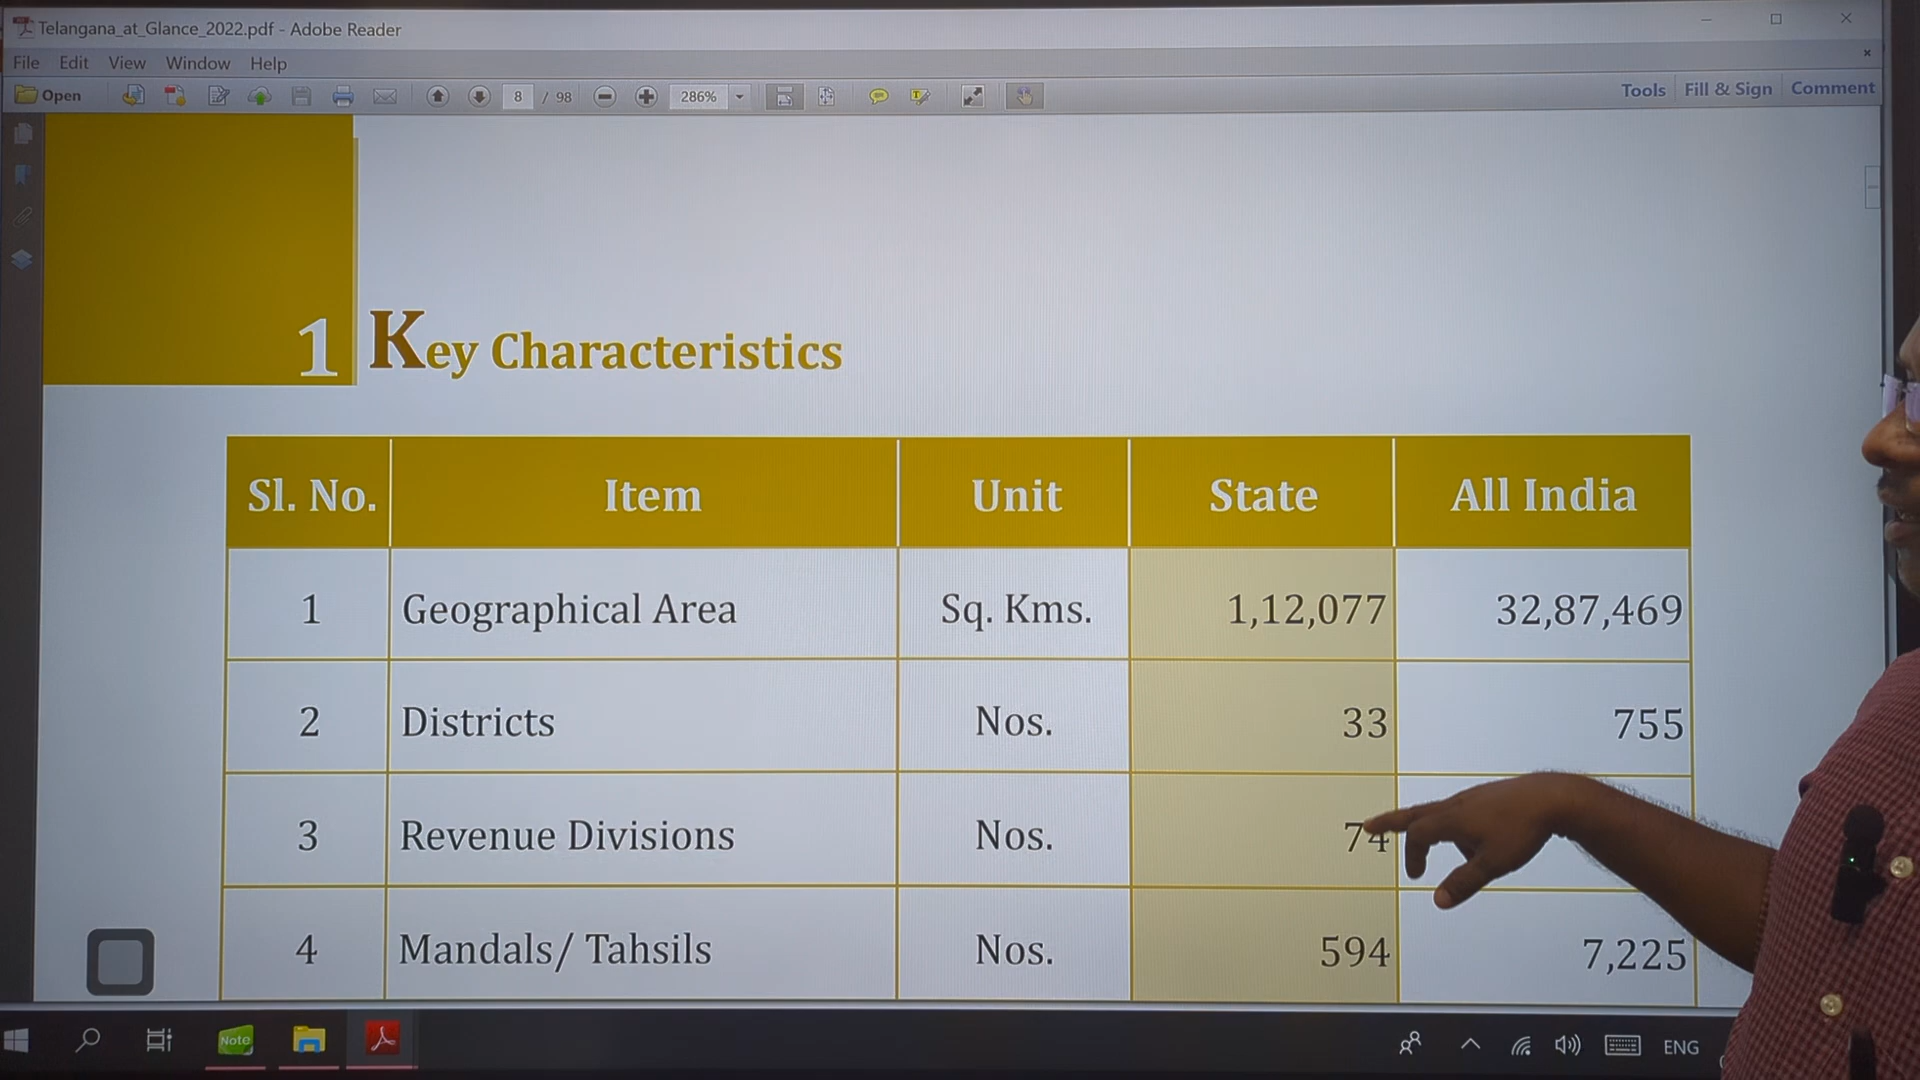 Telangana_at_Glance_2022.pdf - Adobe Reader
File Edit View Window Help
Open 8 / 98 286% Tools Fill & Sign Comment
1 Key Characteristics
Sl. No. Item Unit State All India
1 Geographical Area Sq. Kms. 1,12,077 32,87,469
2 Districts Nos. 33 755
3 Revenue Divisions Nos. 74
4 Mandals/ Tahsils Nos. 594 7,225
Note ENG